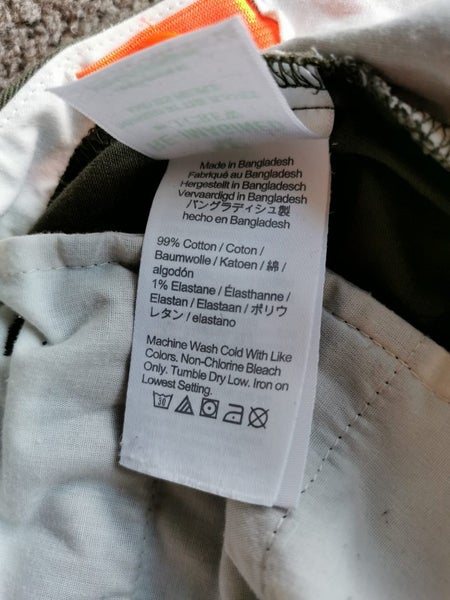 Made in Bangladesh
Fabriqué au Bangladesh
Hergestellt in Bangladesch
Vervaardigd in Bangladesh
バングラディシュ製
hecho en Bangladesh
99% Cotton / Coton /
Baumwolle / Katoen / 綿 /
algodón
1% Elastane / Élasthanne /
Elastan / Elastaan / ポリウ
レタン / elastano
Machine Wash Cold With Like
Colors. Non-Chlorine Bleach
Only. Tumble Dry Low. Iron on
Lowest Setting.
30